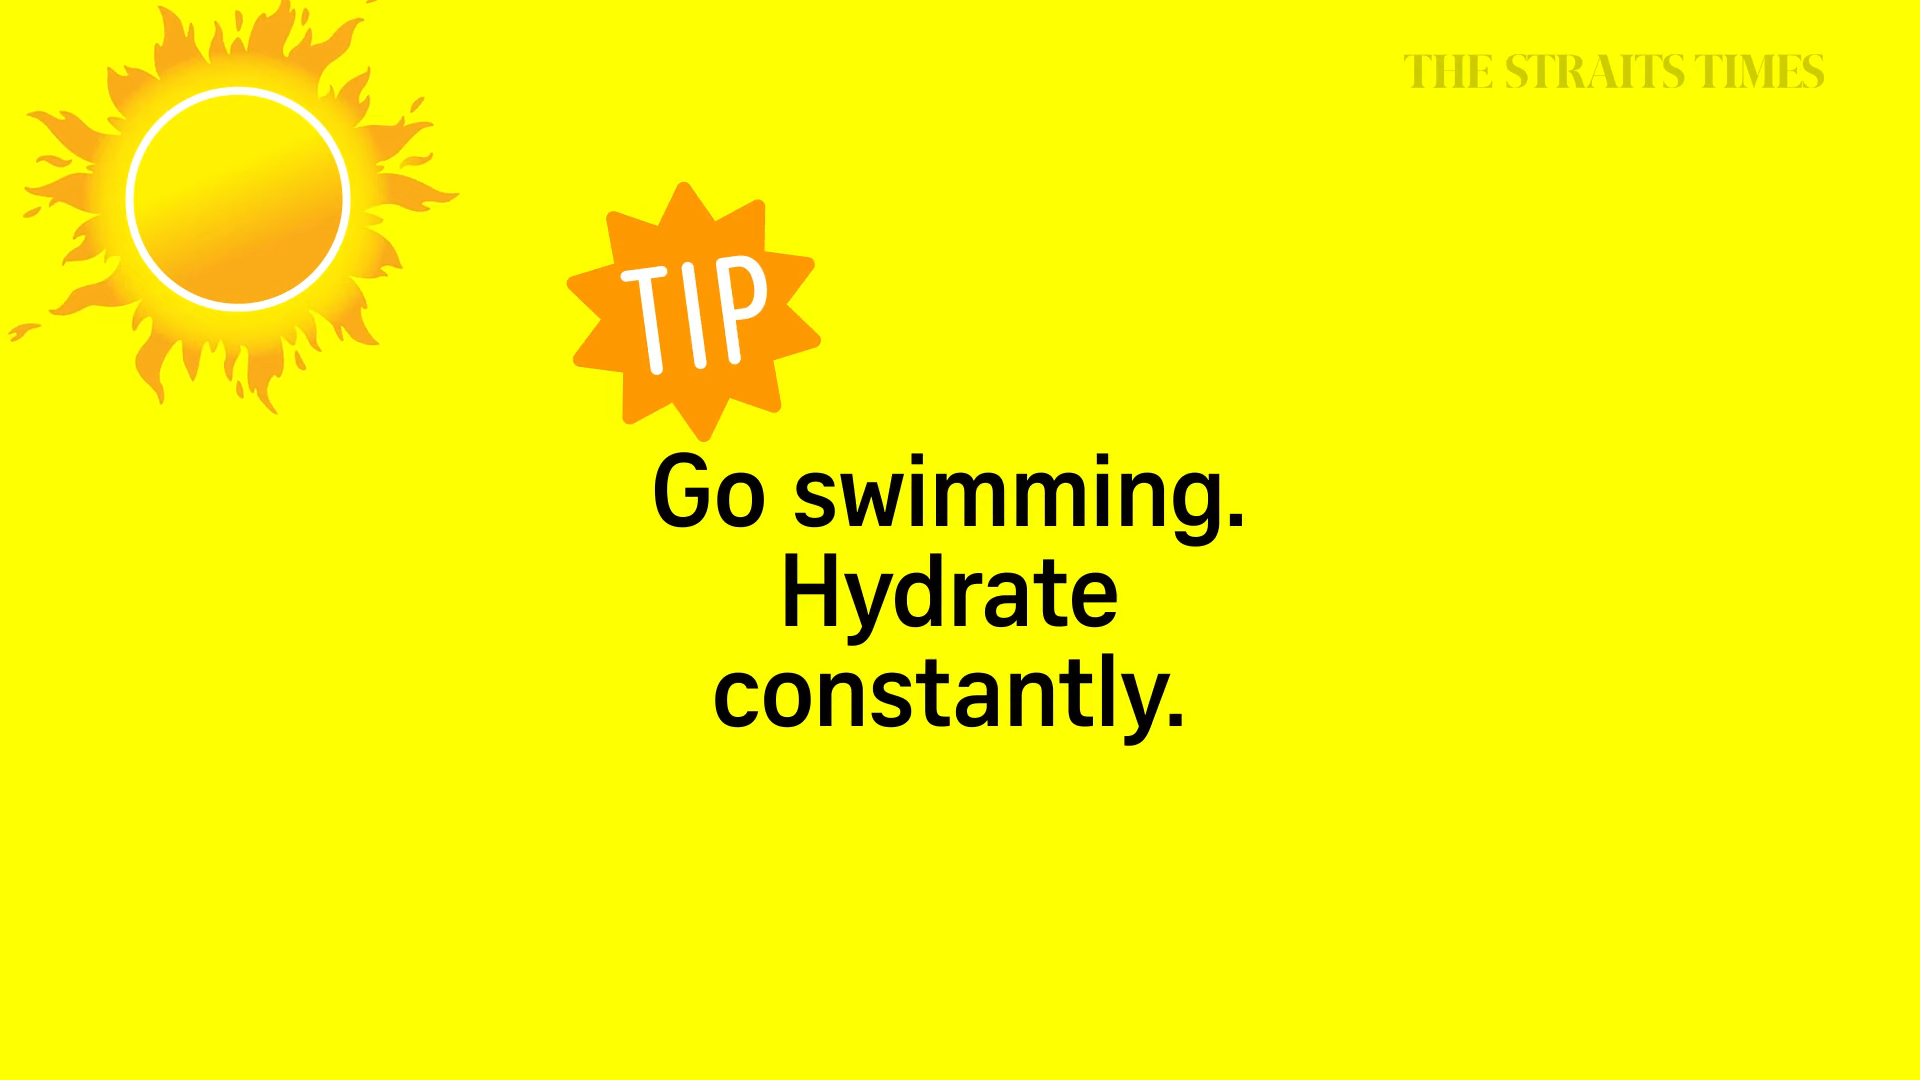 THE STRAITS TIMES
TIP
Go swimming.
Hydrate
constantly.